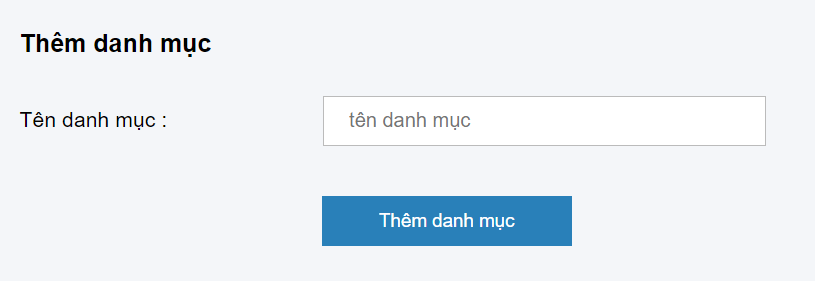 Thêm danh mục
Tên danh mục :
tên danh mục
Thêm danh mục